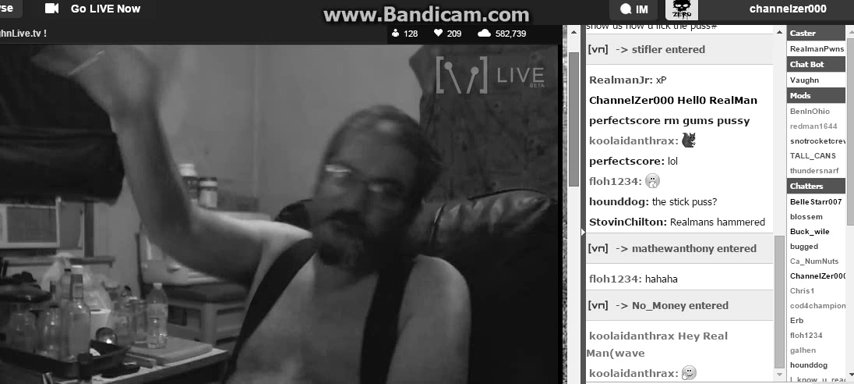 www.Bandicam.com
Go LIVE Now
IM
ZERO
channelzer000
ghnLive.tv !
128
209
582,739
LIVE
BETA
show us how u lick the puss#
[vn] -> stifler entered
RealmanJr: xP
ChannelZer000 Hell0 RealMan
perfectscore rm gums pussy
koolaidanthrax:
perfectscore: lol
floh1234:
hounddog: the stick puss?
StovinChilton: Realmans hammered
[vn] -> mathewanthony entered
floh1234: hahaha
[vn] -> No_Money entered
koolaidanthrax Hey Real
Man(wave
koolaidanthrax:
Caster
RealmanPwns
Chat Bot
Vaughn
Mods
BenInOhio
redman1644
snotrocketcrew
TALL_CANS
thundersnarf
Chatters
BelleStarr007
blossem
Buck_wile
bugged
Ca_NumNuts
ChannelZer000
Chris1
cod4champion
Erb
floh1234
galhen
hounddog